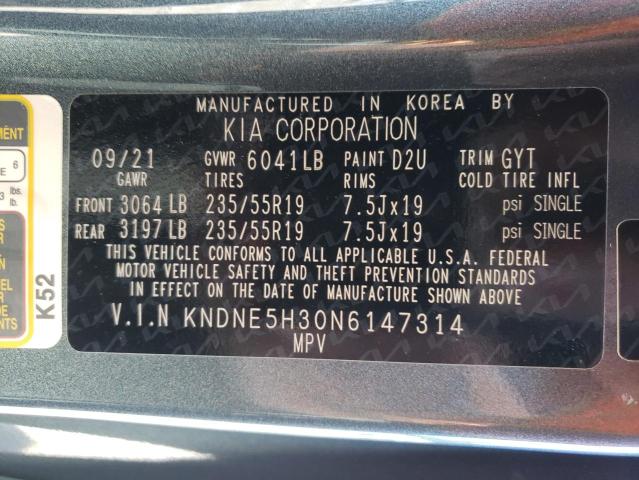 MANUFACTURED IN KOREA BY
KIA CORPORATION
09/21 GVWR 6041LB PAINT D2U TRIM GYT
GAWR TIRES RIMS COLD TIRE INFL
FRONT 3064 LB 235/55R19 7.5Jx19 psi SINGLE
REAR 3197 LB 235/55R19 7.5Jx19 psi SINGLE
THIS VEHICLE CONFORMS TO ALL APPLICABLE U.S.A. FEDERAL
MOTOR VEHICLE SAFETY AND THEFT PREVENTION STANDARDS
IN EFFECT ON THE DATE OF MANUFACTURE SHOWN ABOVE
V.I.N KNDNE5H30N6147314
MPV
K52
6
lbs.
lb.